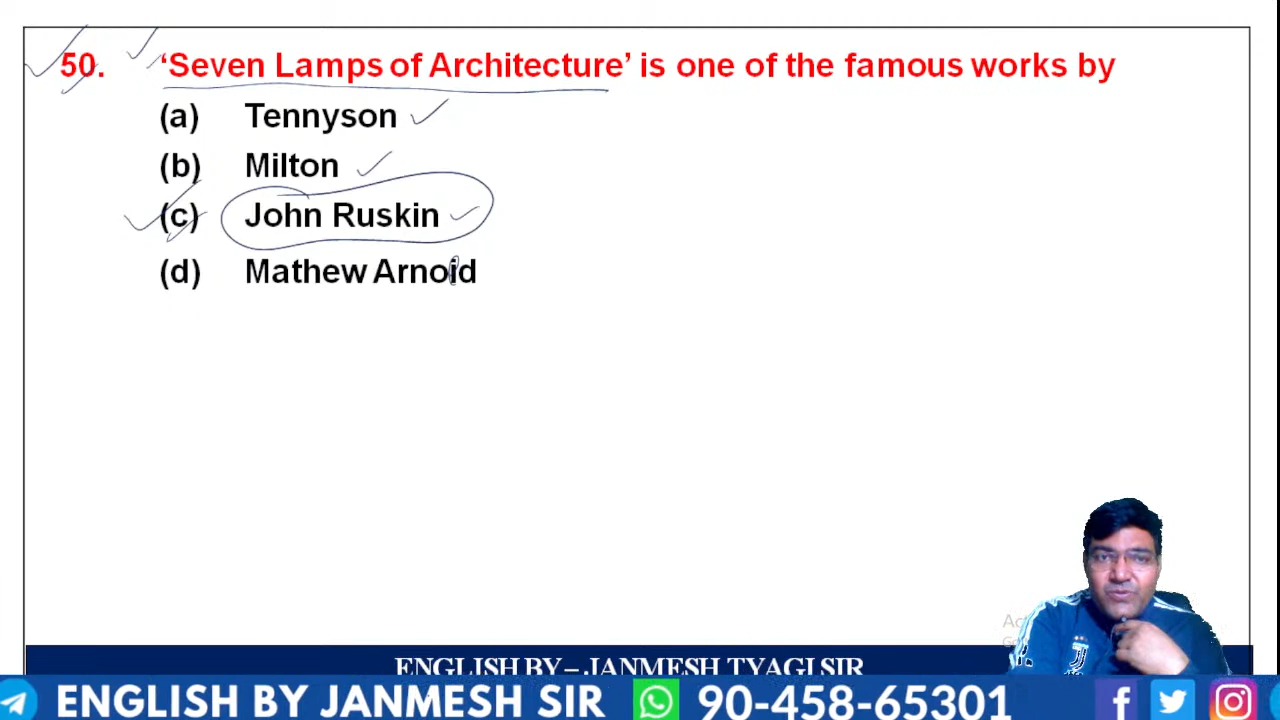 50. ‘Seven Lamps of Architecture’ is one of the famous works by
(a) Tennyson
(b) Milton
(c) John Ruskin
(d) Mathew Arnold
ENGLISH BY – JANMESH TYAGI SIR
ENGLISH BY JANMESH SIR 90-458-65301